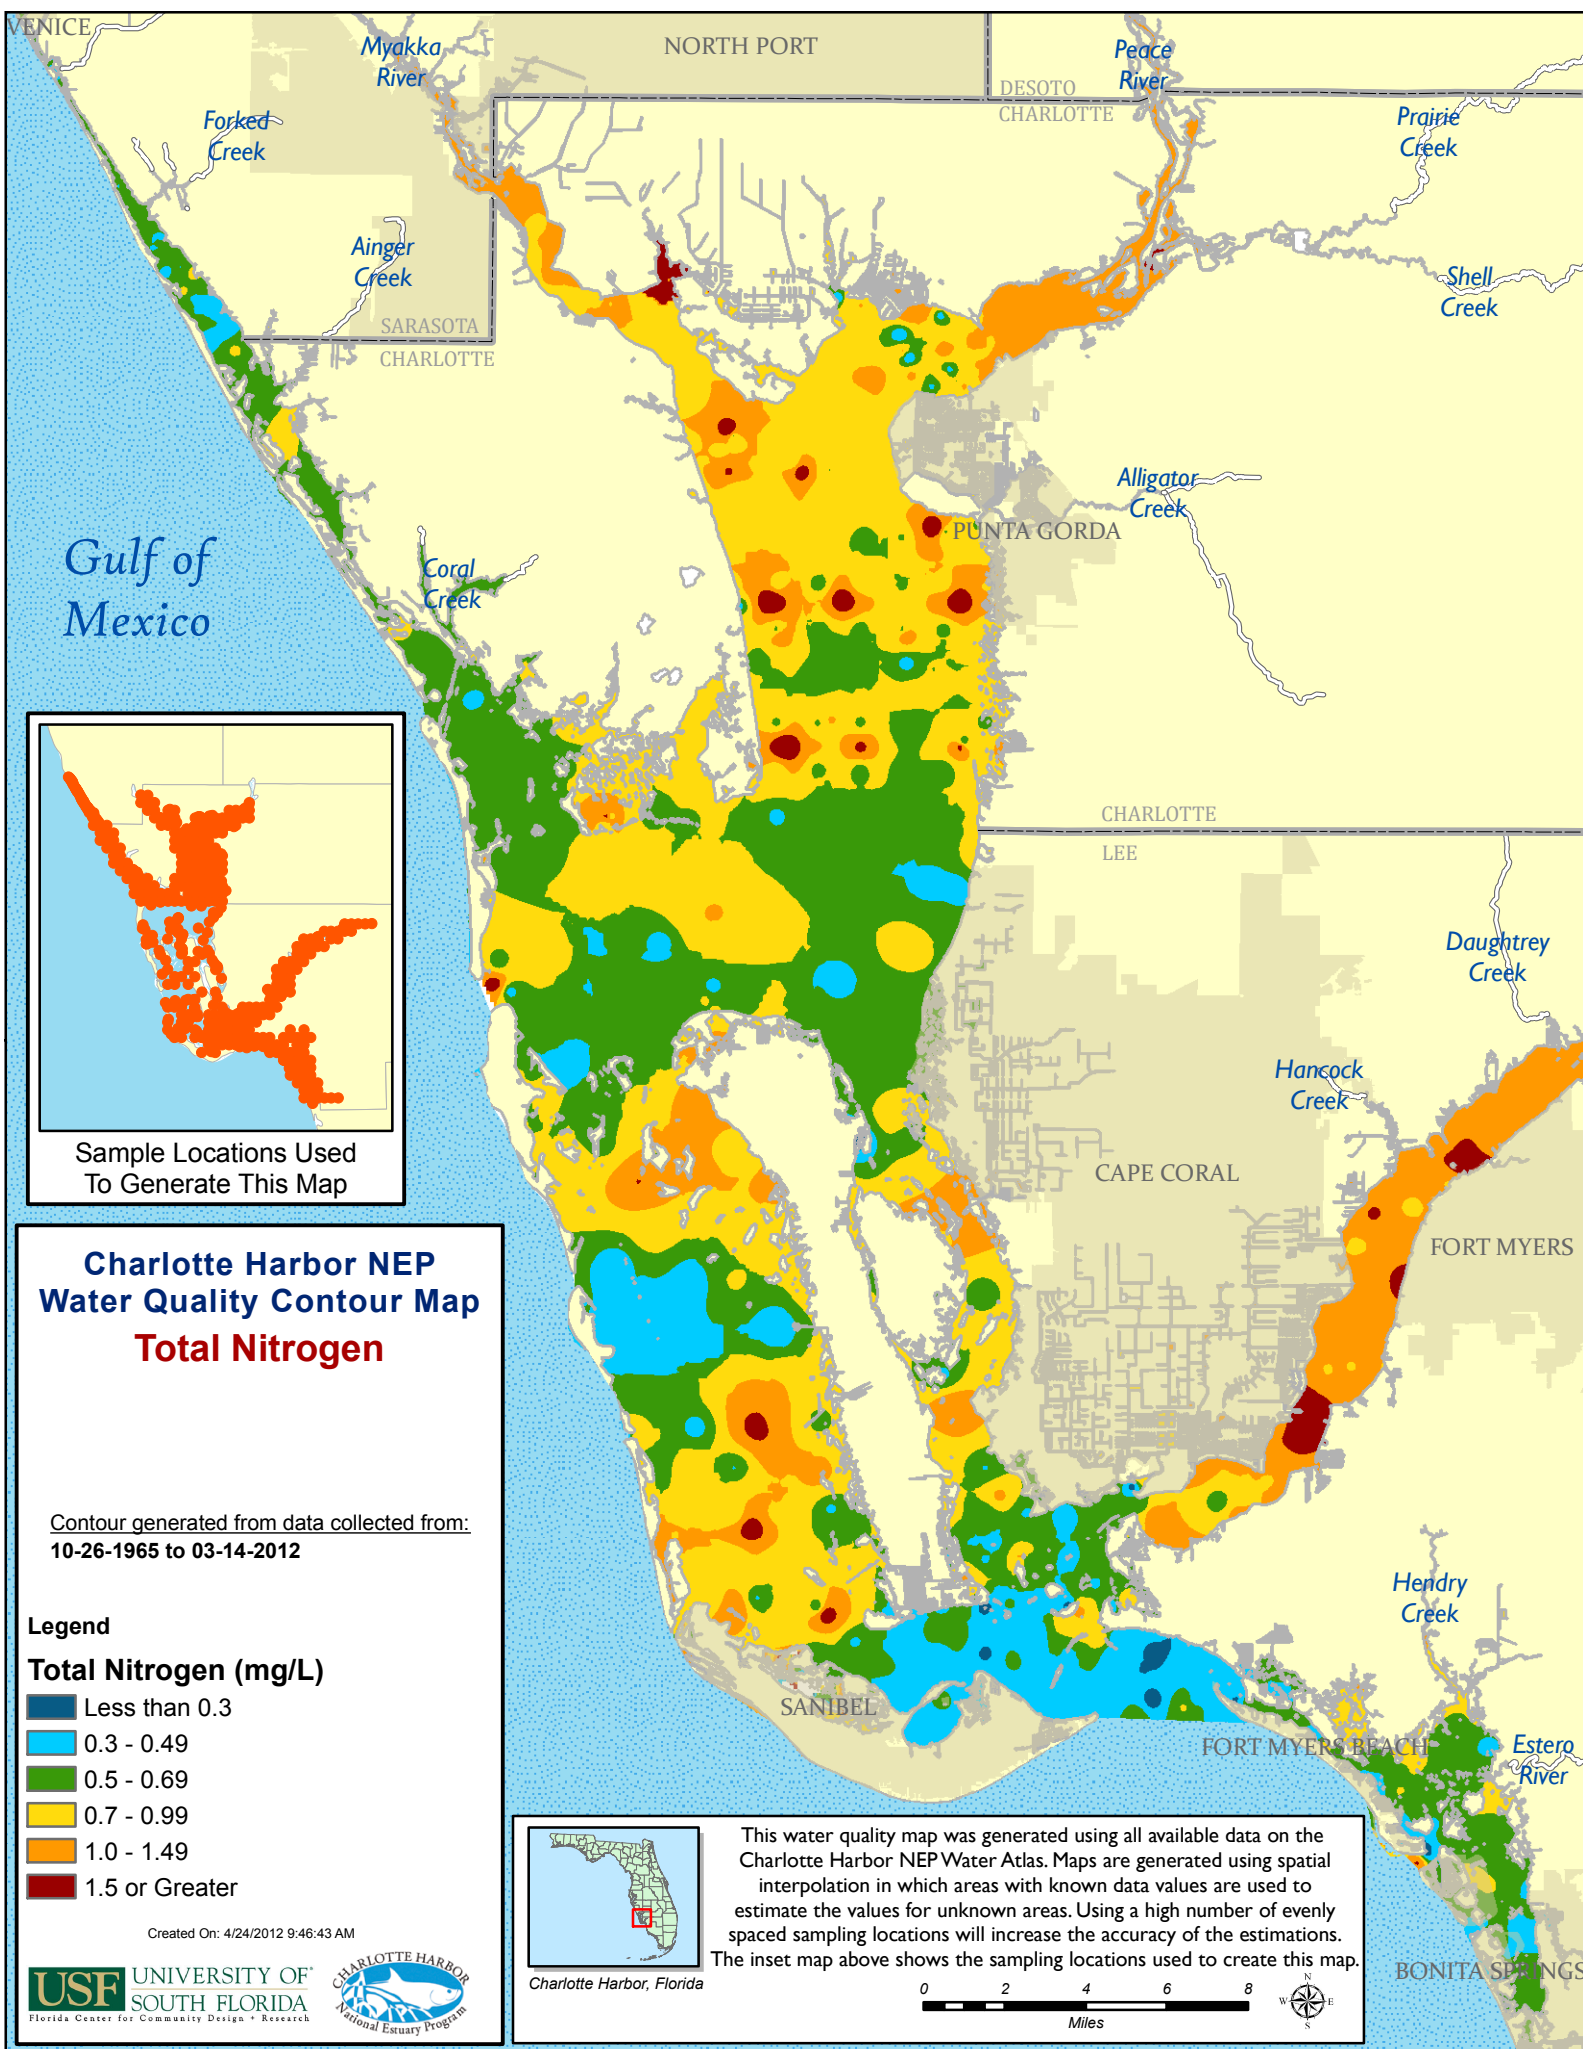 VENICE
Myakka
River
NORTH PORT
Peace
River
DESOTO
CHARLOTTE
Prairie
Creek
Forked
Creek
Ainger
Creek
Shell
Creek
SARASOTA
CHARLOTTE
Alligator
Creek
PUNTA GORDA
Gulf of
Mexico
Coral
Creek
CHARLOTTE
LEE
Daughtrey
Creek
Hancock
Creek
CAPE CORAL
FORT MYERS
Sample Locations Used
To Generate This Map
Charlotte Harbor NEP
Water Quality Contour Map
Total Nitrogen
Contour generated from data collected from:
10-26-1965 to 03-14-2012
Legend
Total Nitrogen (mg/L)
Less than 0.3
0.3 - 0.49
0.5 - 0.69
0.7 - 0.99
1.0 - 1.49
1.5 or Greater
Created On: 4/24/2012 9:46:43 AM
USF UNIVERSITY OF
SOUTH FLORIDA
Florida Center for Community Design + Research
CHARLOTTE HARBOR
National Estuary Program
Hendry
Creek
SANIBEL
FORT MYERS BEACH
Estero
River
BONITA SPRINGS
Charlotte Harbor, Florida
This water quality map was generated using all available data on the
Charlotte Harbor NEP Water Atlas. Maps are generated using spatial
interpolation in which areas with known data values are used to
estimate the values for unknown areas. Using a high number of evenly
spaced sampling locations will increase the accuracy of the estimations.
The inset map above shows the sampling locations used to create this map.
0 2 4 6 8
Miles
N
W E
S